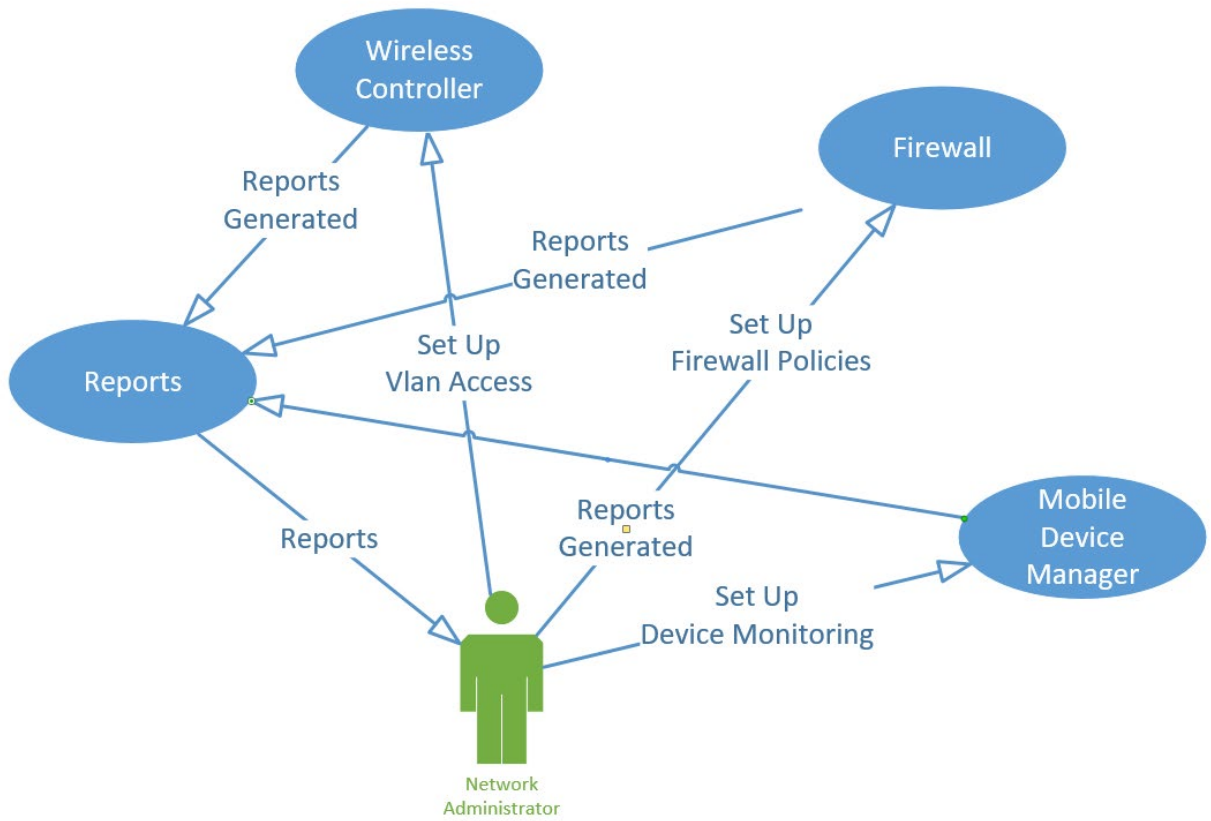 Wireless
Controller
Firewall
Reports
Generated
Reports
Generated
Set Up
Vlan Access
Set Up
Firewall Policies
Reports
Mobile
Device
Manager
Reports
Generated
Reports
Set Up
Device Monitoring
Network
Administrator